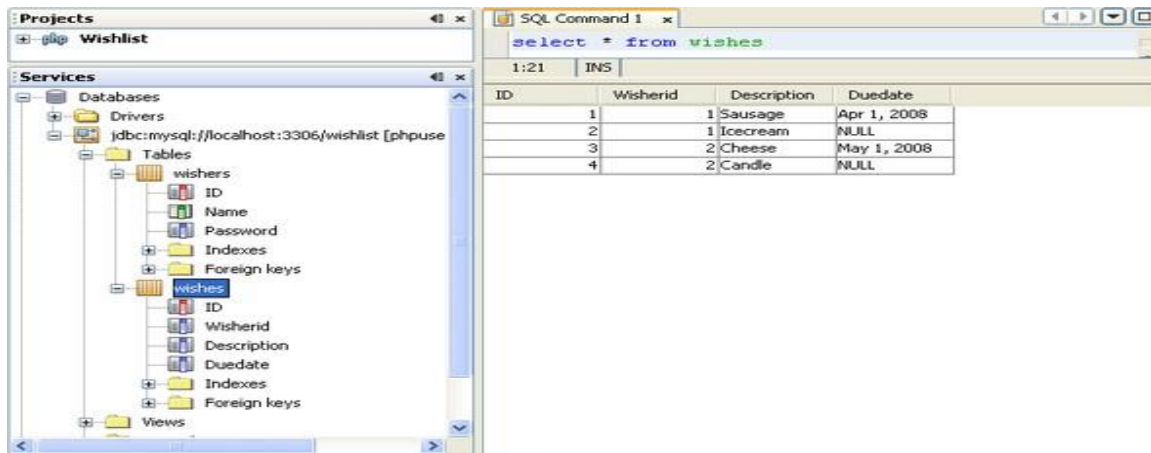 Projects
php Wishlist
Services
Databases
Drivers
jdbc:mysql://localhost:3306/wishlist [phpuse
Tables
wishers
ID
Name
Password
Indexes
Foreign keys
wishes
ID
Wisherid
Description
Duedate
Indexes
Foreign keys
Views
SQL Command 1
select * from wishes
1:21 INS
ID Wisherid Description Duedate
1 1 Sausage Apr 1, 2008
2 1 Icecream NULL
3 2 Cheese May 1, 2008
4 2 Candle NULL